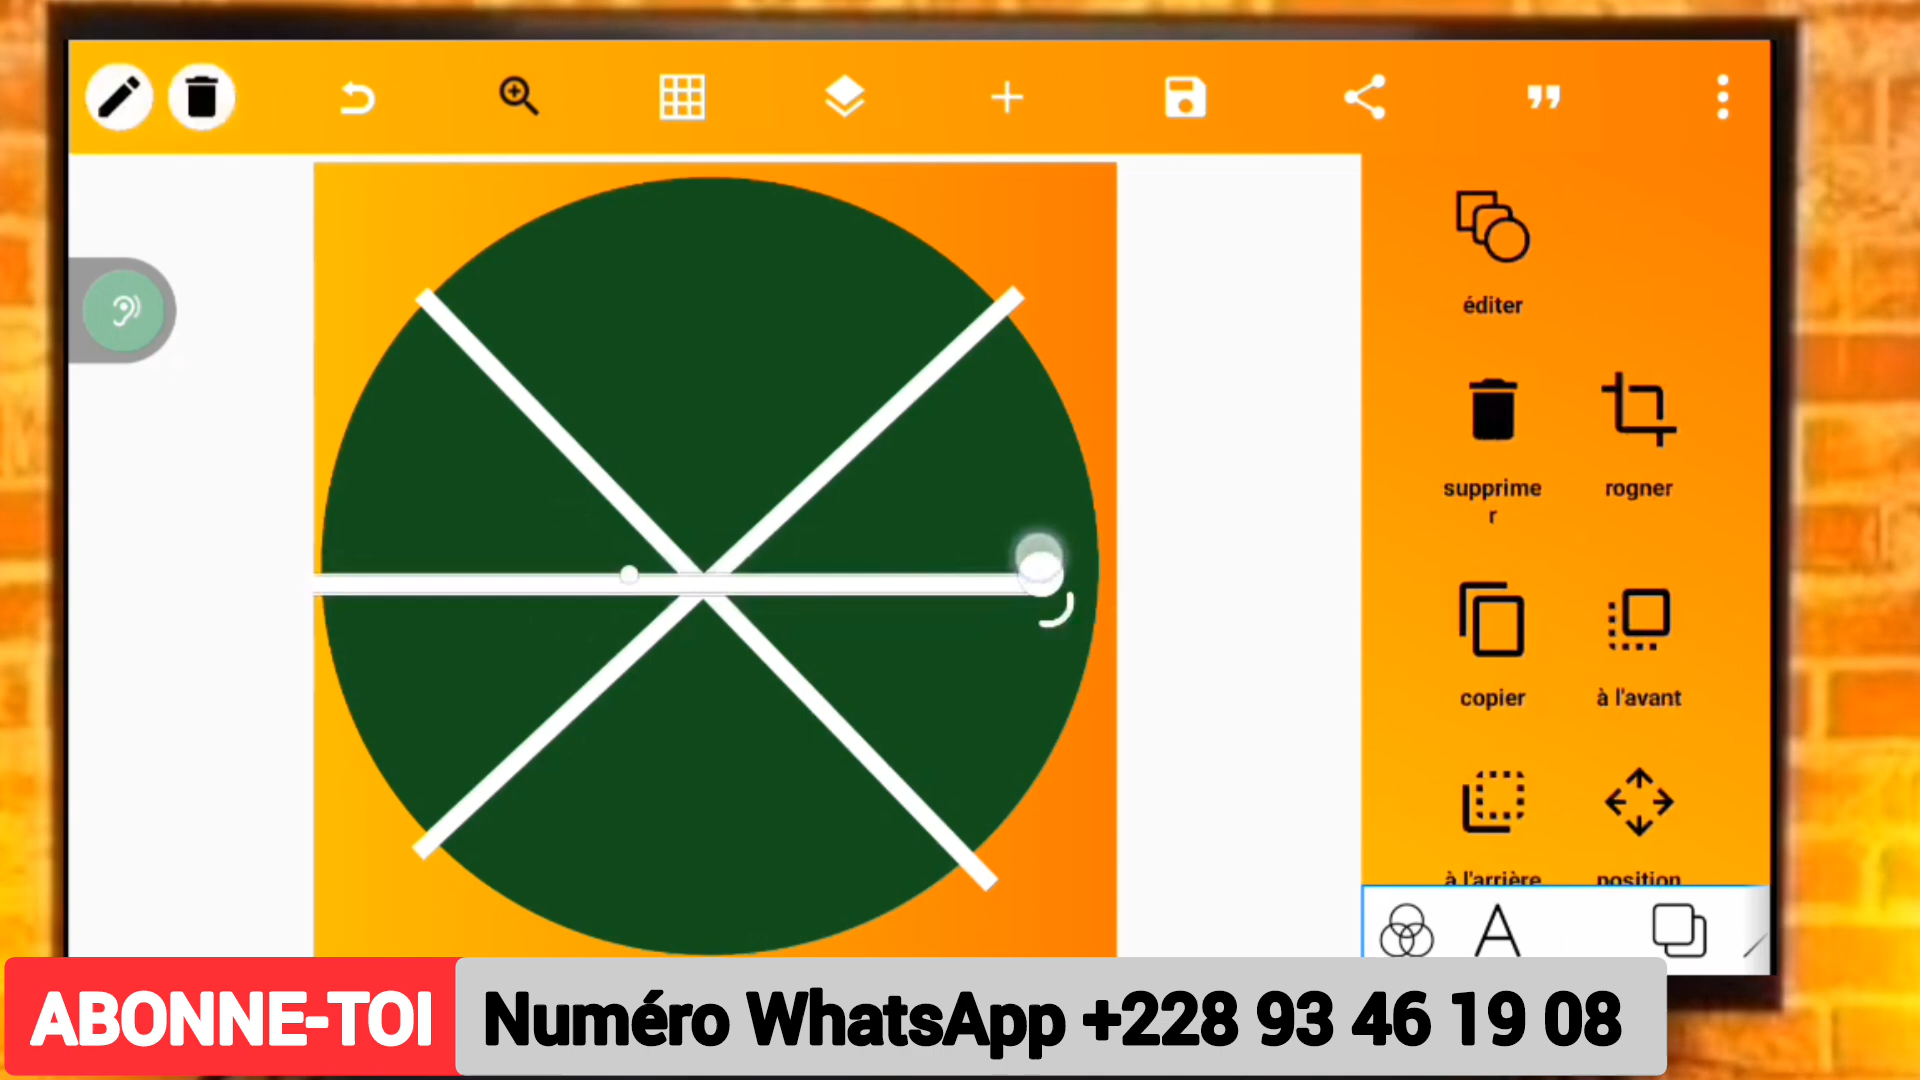 éditer
supprime
r
rogner
copier
à l'avant
à l'arrière
position
A
ABONNE-TOI
Numéro WhatsApp +228 93 46 19 08